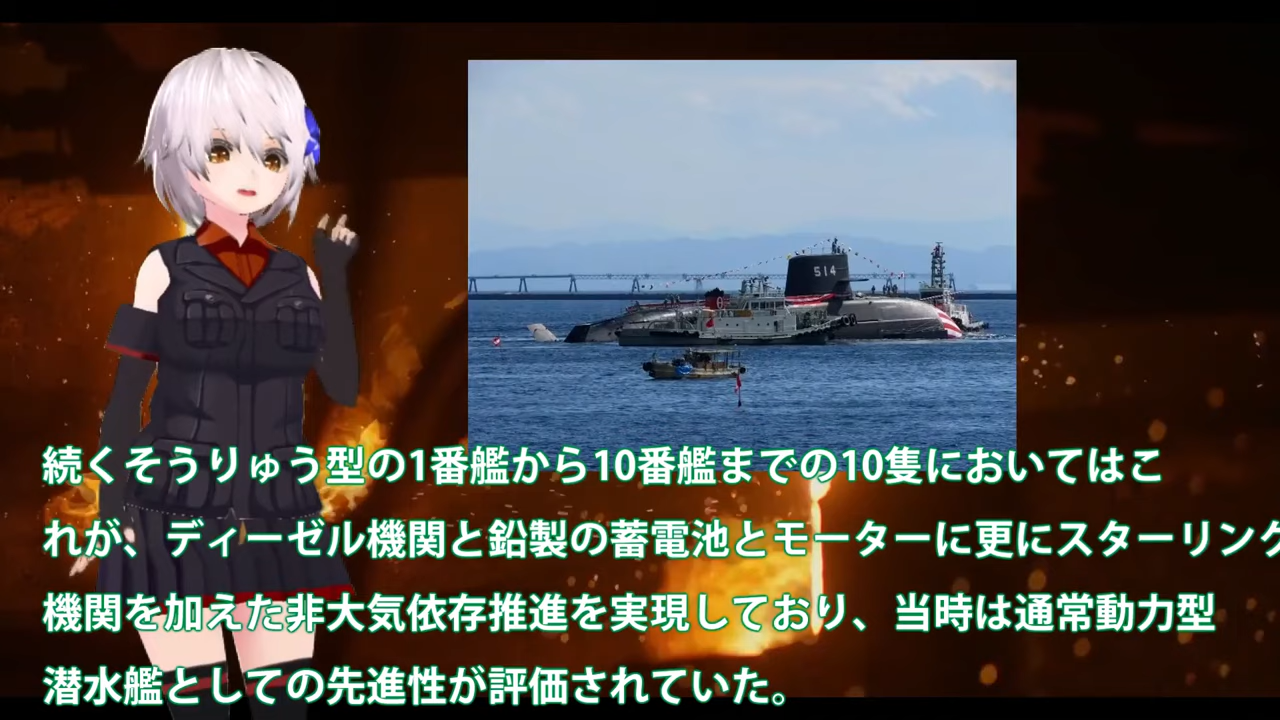 514
続くそうりゅう型の1番艦から10番艦までの10隻においてはこ
れが、ディーゼル機関と鉛製の蓄電池とモーターに更にスターリング
機関を加えた非大気依存推進を実現しており、当時は通常動力型
潜水艦としての先進性が評価されていた。